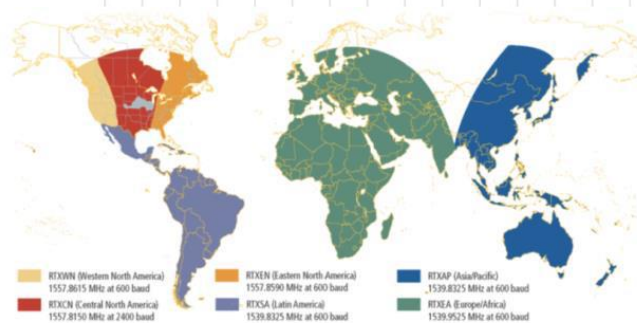 RTXWN (Western North America)
1557.8615 MHz at 600 baud
RTXCN (Central North America)
1557.8150 MHz at 2400 baud
RTXEN (Eastern North America)
1557.8590 MHz at 600 baud
RTXSA (Latin America)
1539.8325 MHz at 600 baud
RTXAP (Asia/Pacific)
1539.8325 MHz at 600 baud
RTXEA (Europe/Africa)
1539.9525 MHz at 600 baud